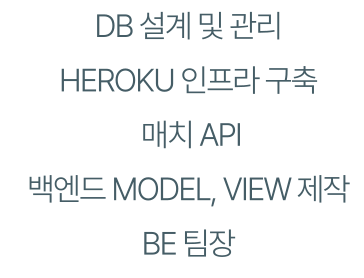 DB 설계 및 관리
HEROKU 인프라 구축
매치 API
백엔드 MODEL, VIEW 제작
BE 팀장